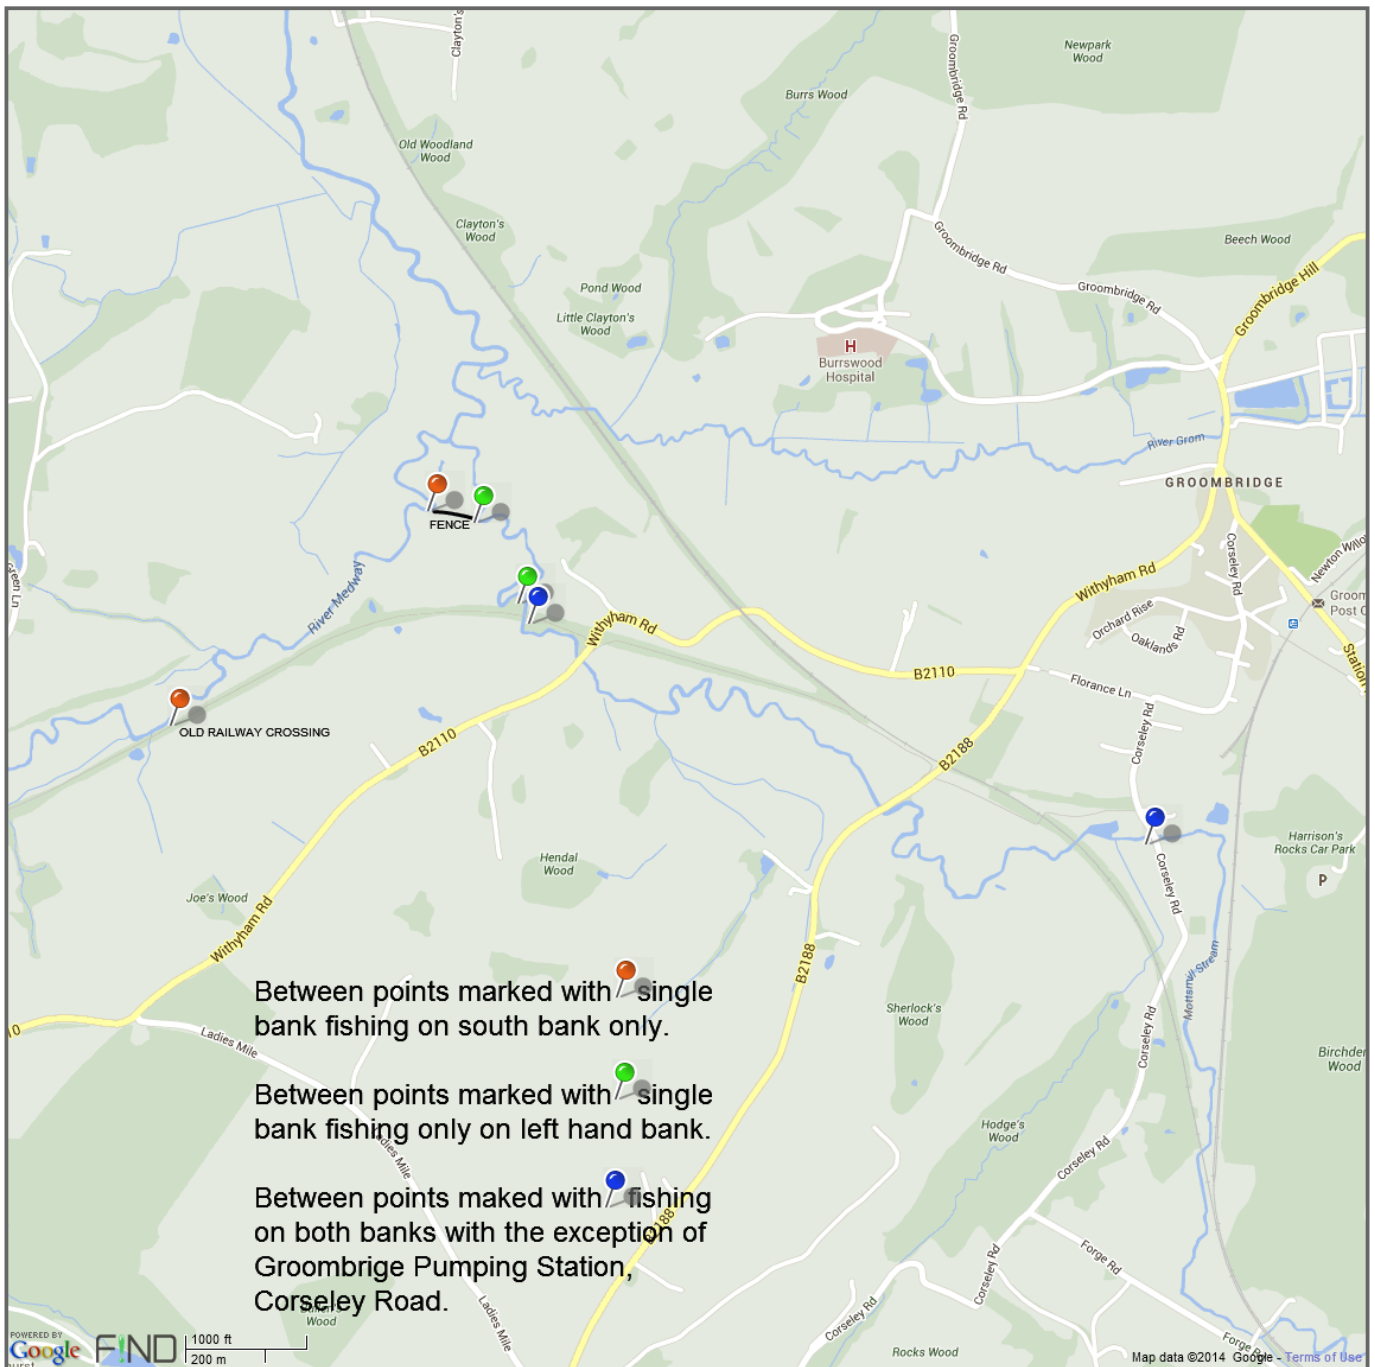 Clayton's
Groombridge Rd
Newpark
Wood
Burrs Wood
Old Woodland
Wood
Clayton's
Wood
Groombridge Rd
Beech Wood
Groombridge Hill
Pond Wood
Groombridge Rd
Little Clayton's
Wood
H
Burrswood
Hospital
River Grom
GROOMBRIDGE
FENCE
Corseley Rd
Newton Willo
Green Ln
River Medway
Withyham Rd
Groom
Post O
Orchard Rise
Oaklands Rd
Withyham Rd
Station
B2110
Florance Ln
OLD RAILWAY CROSSING
B2110
B2188
Corseley Rd
Harrison's
Rocks Car Park
P
Hendal
Wood
Corseley Rd
Joe's Wood
Withyham Rd
B2188
Mottsmill Stream
Between points marked with single
bank fishing on south bank only.
Sherlock's
Wood
10
Ladies Mile
Corseley Rd
Birchden
Wood
Between points marked with single
bank fishing only on left hand bank.
Hodge's
Wood
Ladies Mile
Corseley Rd
Between points maked with fishing
on both banks with the exception of
Groombrige Pumping Station,
Corseley Road.
B2188
Forge Rd
Corseley Rd
Wood
Ladies Mile
Corseley Rd
Forge Rd
Rocks Wood
POWERED BY
Google
FIND
1000 ft
200 m
hurst
Map data ©2014 Google - Terms of Use